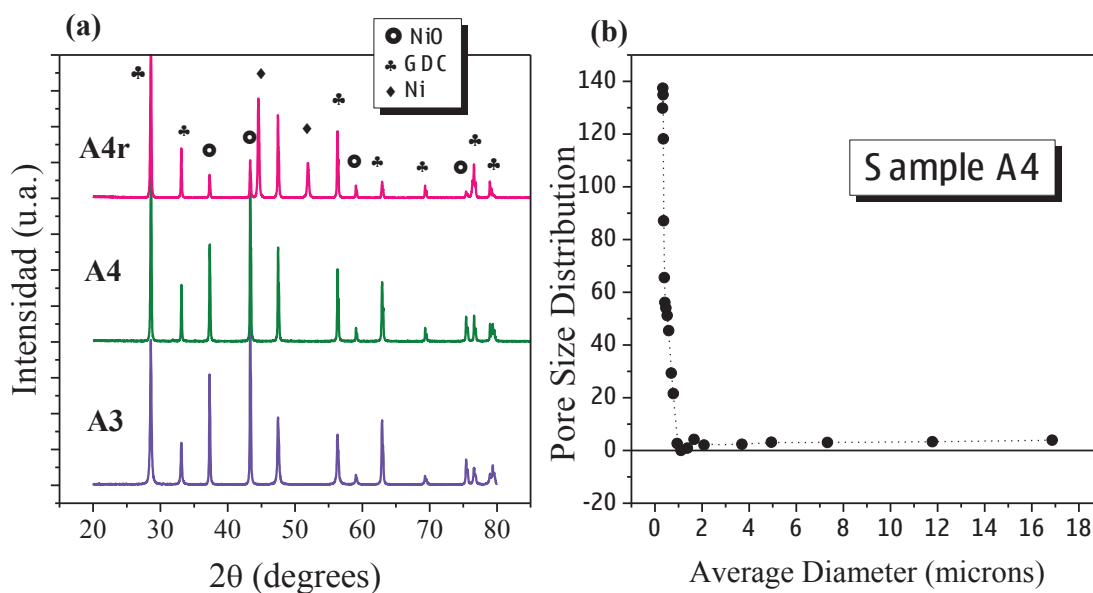 (a)
NiO
GDC
Ni
A4r
A4
A3
Intensidad (u.a.)
20 30 40 50 60 70 80
2θ (degrees)
(b)
140
120
100
80
60
40
20
0
-20
Sample A4
Pore Size Distribution
0 2 4 6 8 10 12 14 16 18
Average Diameter (microns)